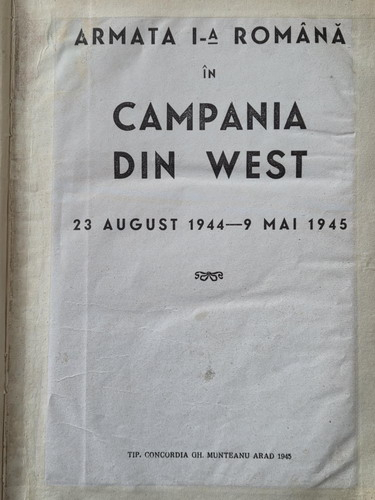 ARMATA I-A ROMÂNĂ
ÎN
CAMPANIA
DIN WEST
23 AUGUST 1944—9 MAI 1945
TIP. CONCORDIA GH. MUNTEANU ARAD 1945